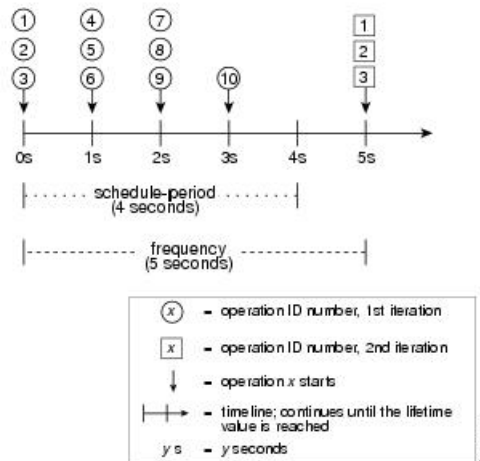 1 4 7 1
2 5 8 2
3 6 9 10 3
0s 1s 2s 3s 4s 5s
schedule-period
(4 seconds)
frequency
(5 seconds)
x = operation ID number, 1st iteration
x = operation ID number, 2nd iteration
= operation x starts
= timeline; continues until the lifetime
value is reached
y s = y seconds